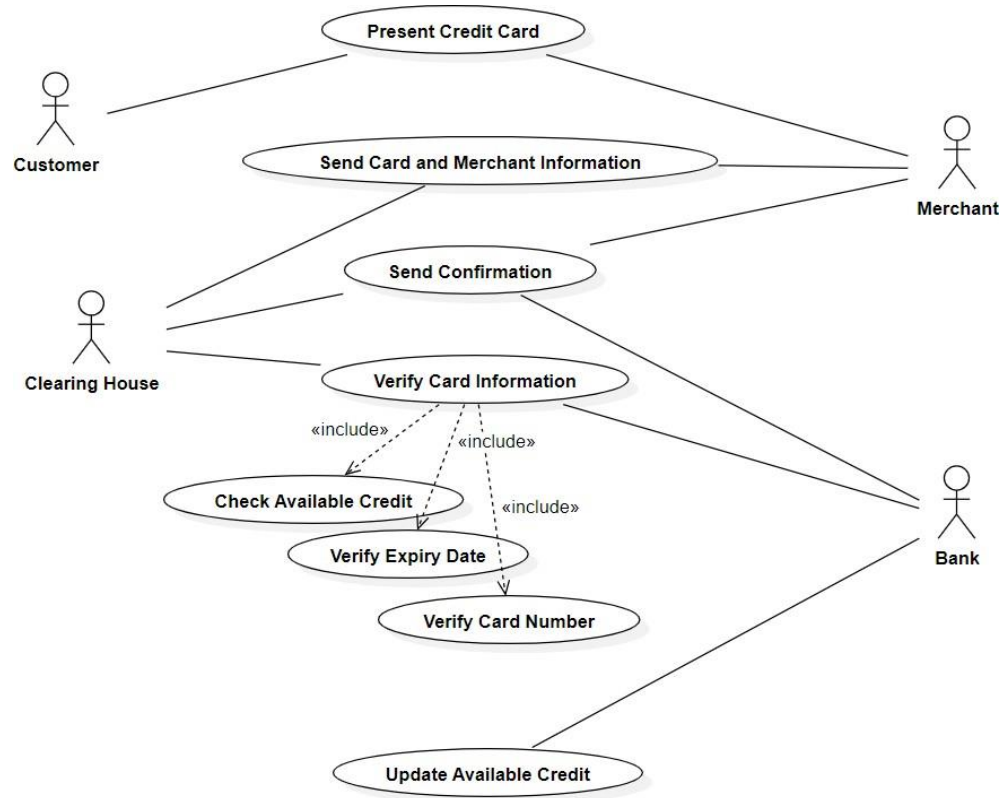 Present Credit Card
Customer
Send Card and Merchant Information
Merchant
Send Confirmation
Clearing House
Verify Card Information
«include»
«include»
Check Available Credit
«include»
Verify Expiry Date
Bank
Verify Card Number
Update Available Credit